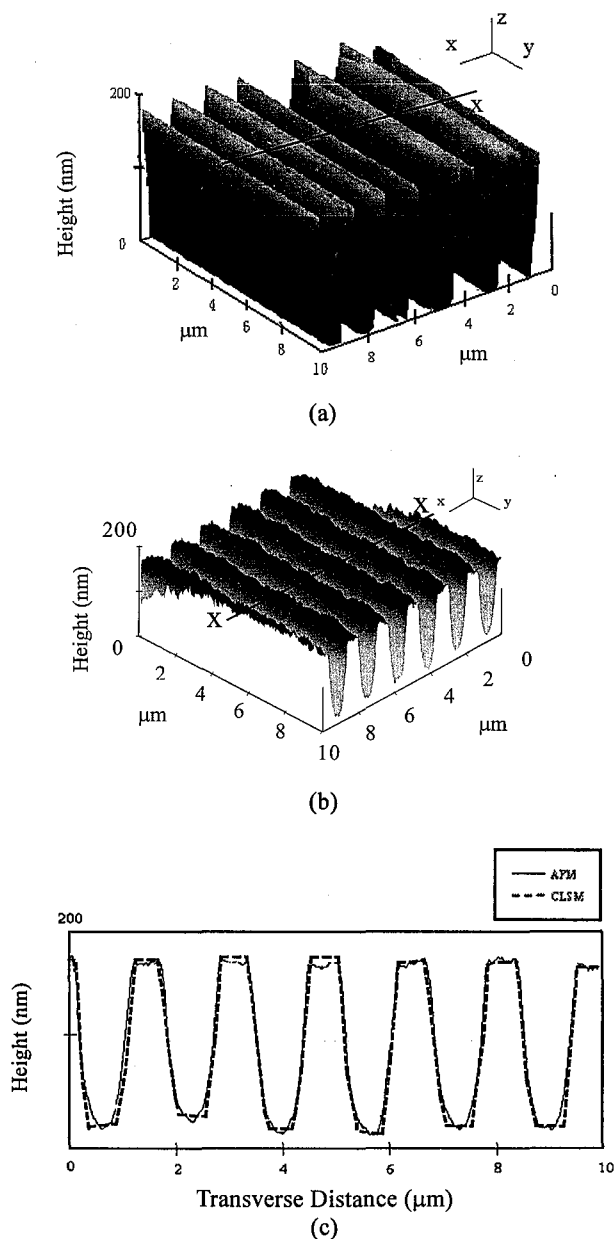 x
y
z
200
X
0
Height (nm)
2
4
6
8
10
μm
8
6
4
2
0
μm
(a)
z
x
y
X
200
X
0
Height (nm)
2
4
6
8
10
μm
8
6
4
2
0
μm
(b)
AFM
CLSM
200
Height (nm)
0 2 4 6 8 10
Transverse Distance (μm)
(c)